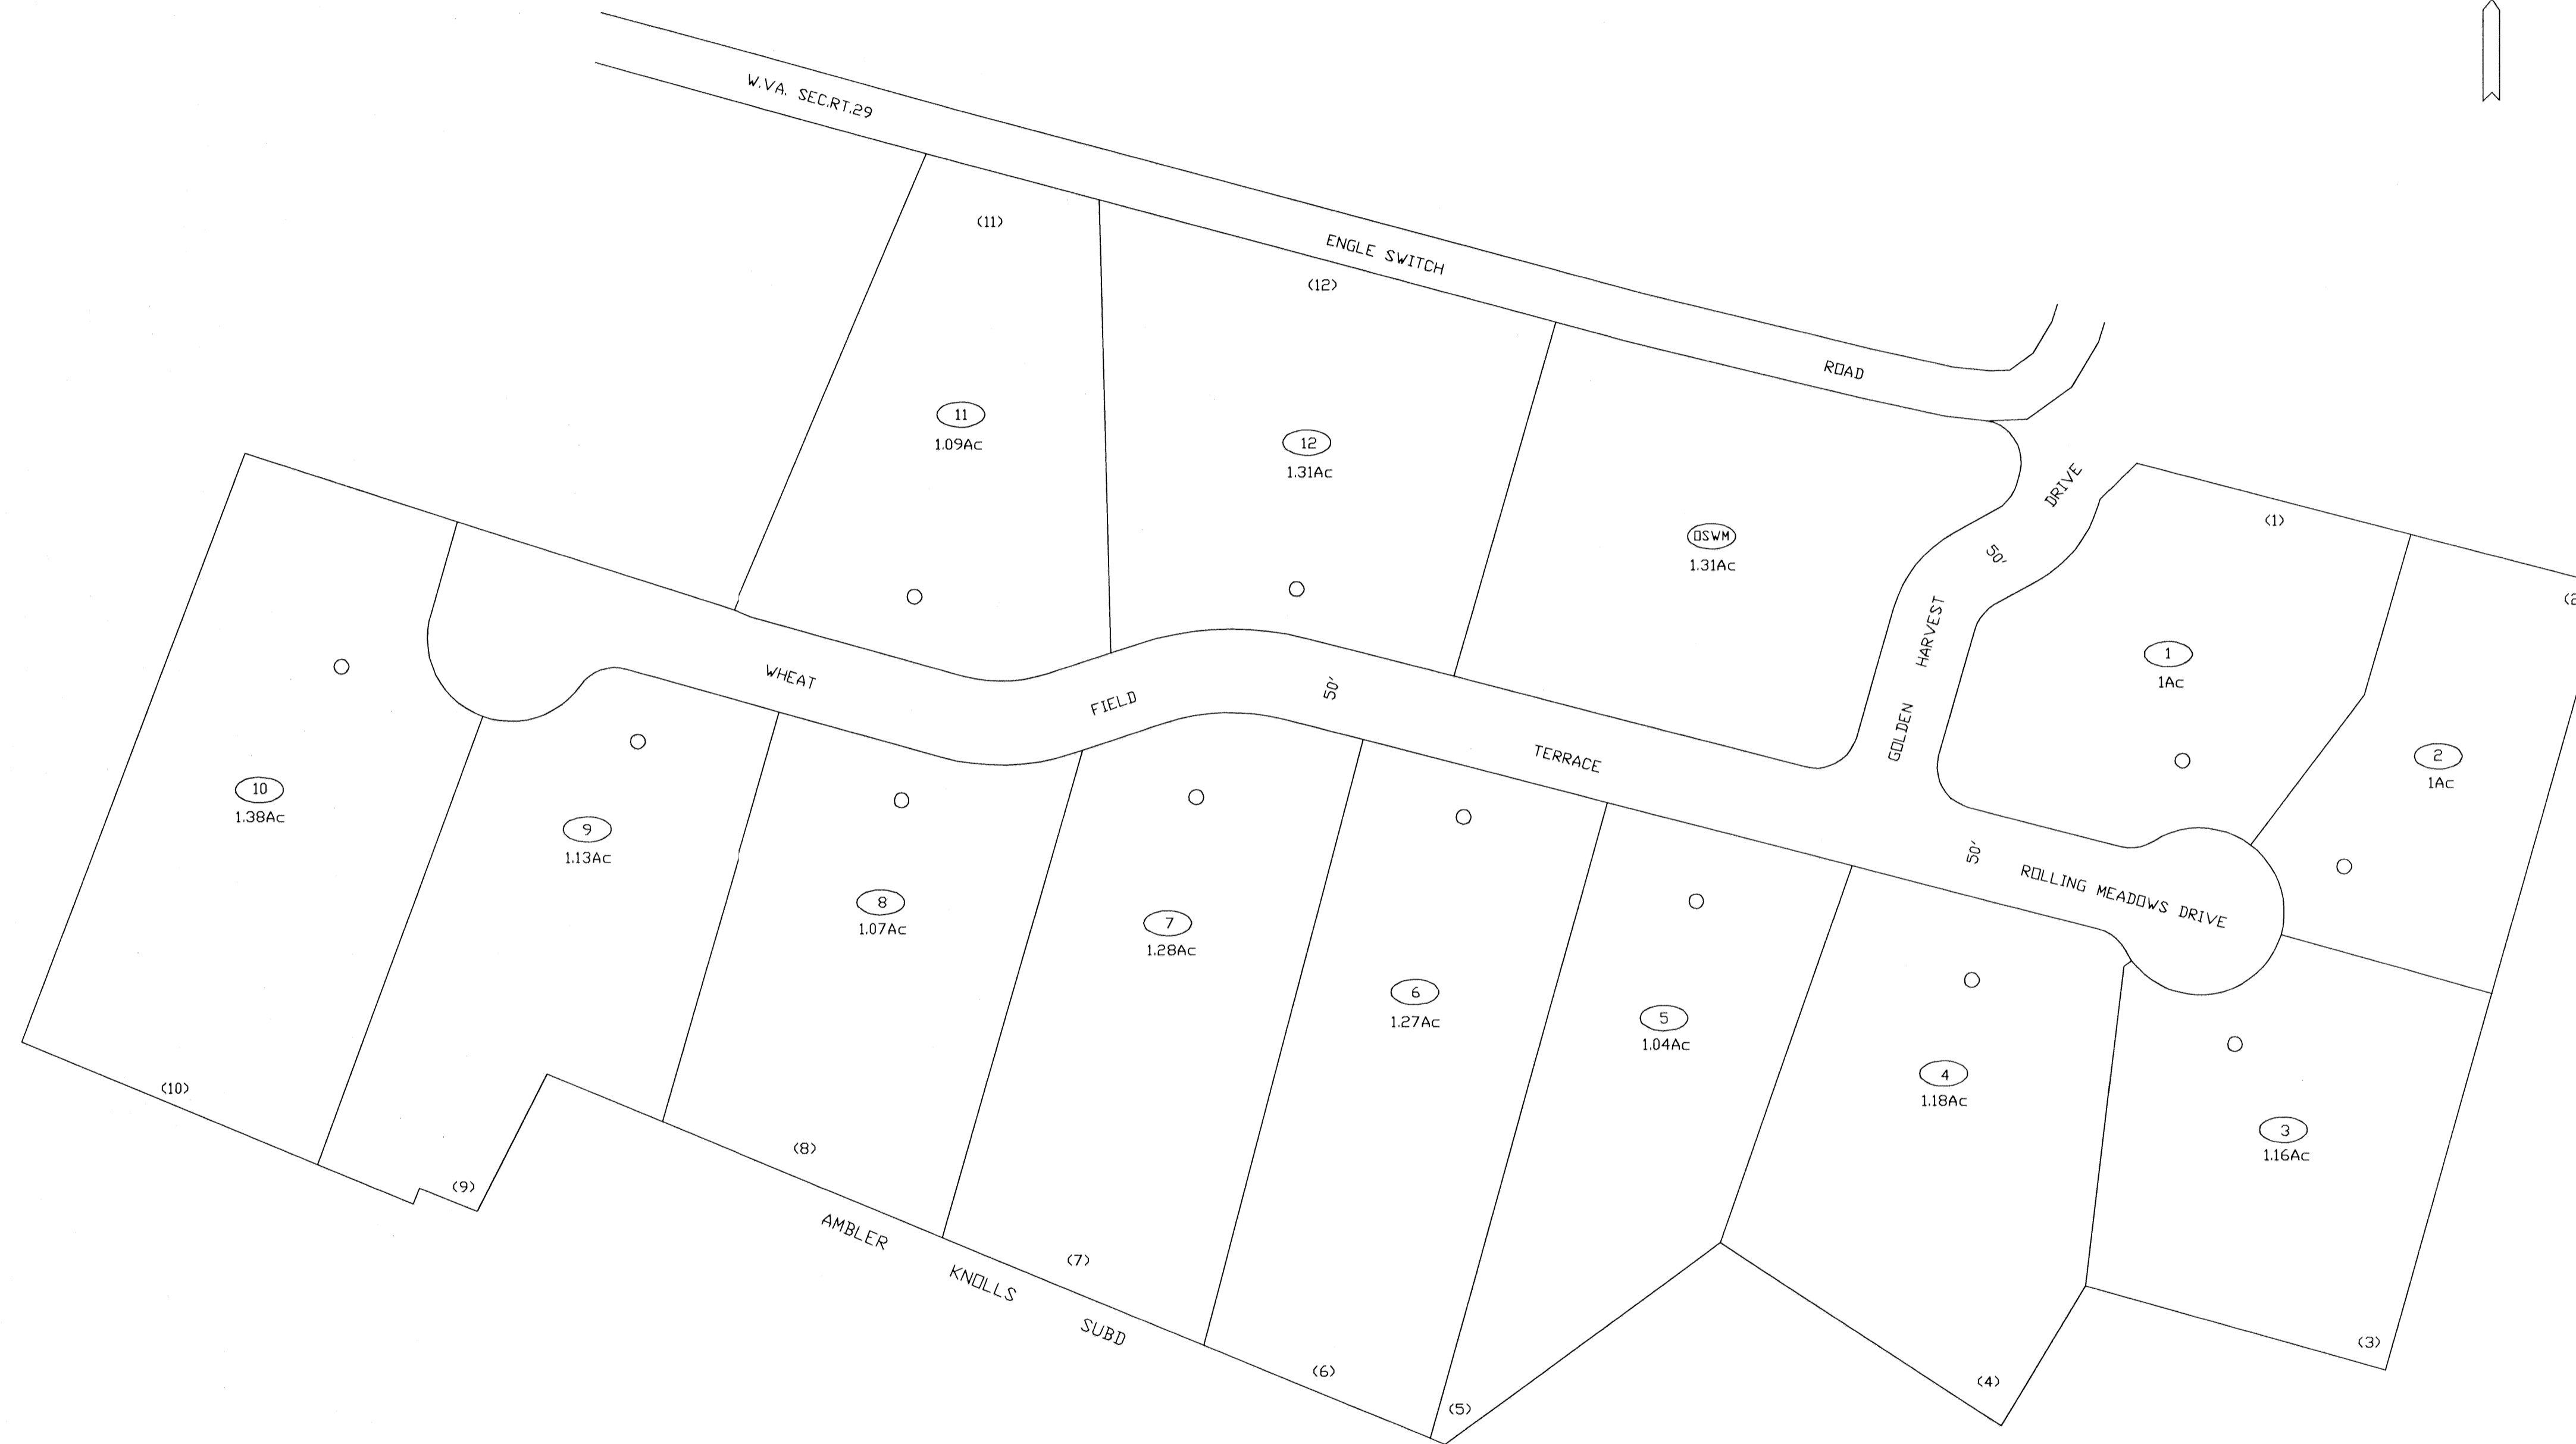 W.VA. SEC.RT.29
ENGLE SWITCH
ROAD
(11)
11
1.09Ac
(12)
12
1.31Ac
OSWM
1.31Ac
DRIVE
50'
HARVEST
GOLDEN
(1)
1
1Ac
2
1Ac
WHEAT
FIELD
50'
TERRACE
50'
ROLLING MEADOWS DRIVE
10
1.38Ac
(10)
9
1.13Ac
(9)
8
1.07Ac
(8)
7
1.28Ac
(7)
6
1.27Ac
(6)
5
1.04Ac
(5)
4
1.18Ac
(4)
3
1.16Ac
(3)
AMBLER
KNOLLS
SUBD